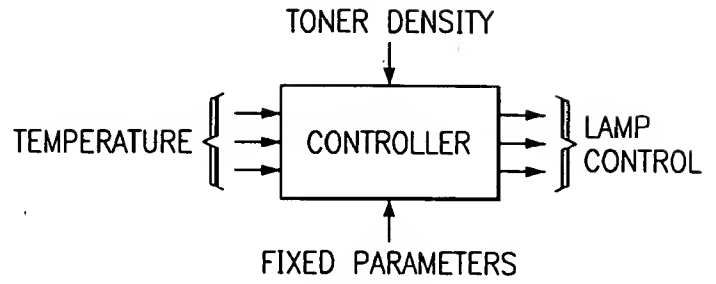 TONER DENSITY
TEMPERATURE
CONTROLLER
LAMP
CONTROL
FIXED PARAMETERS